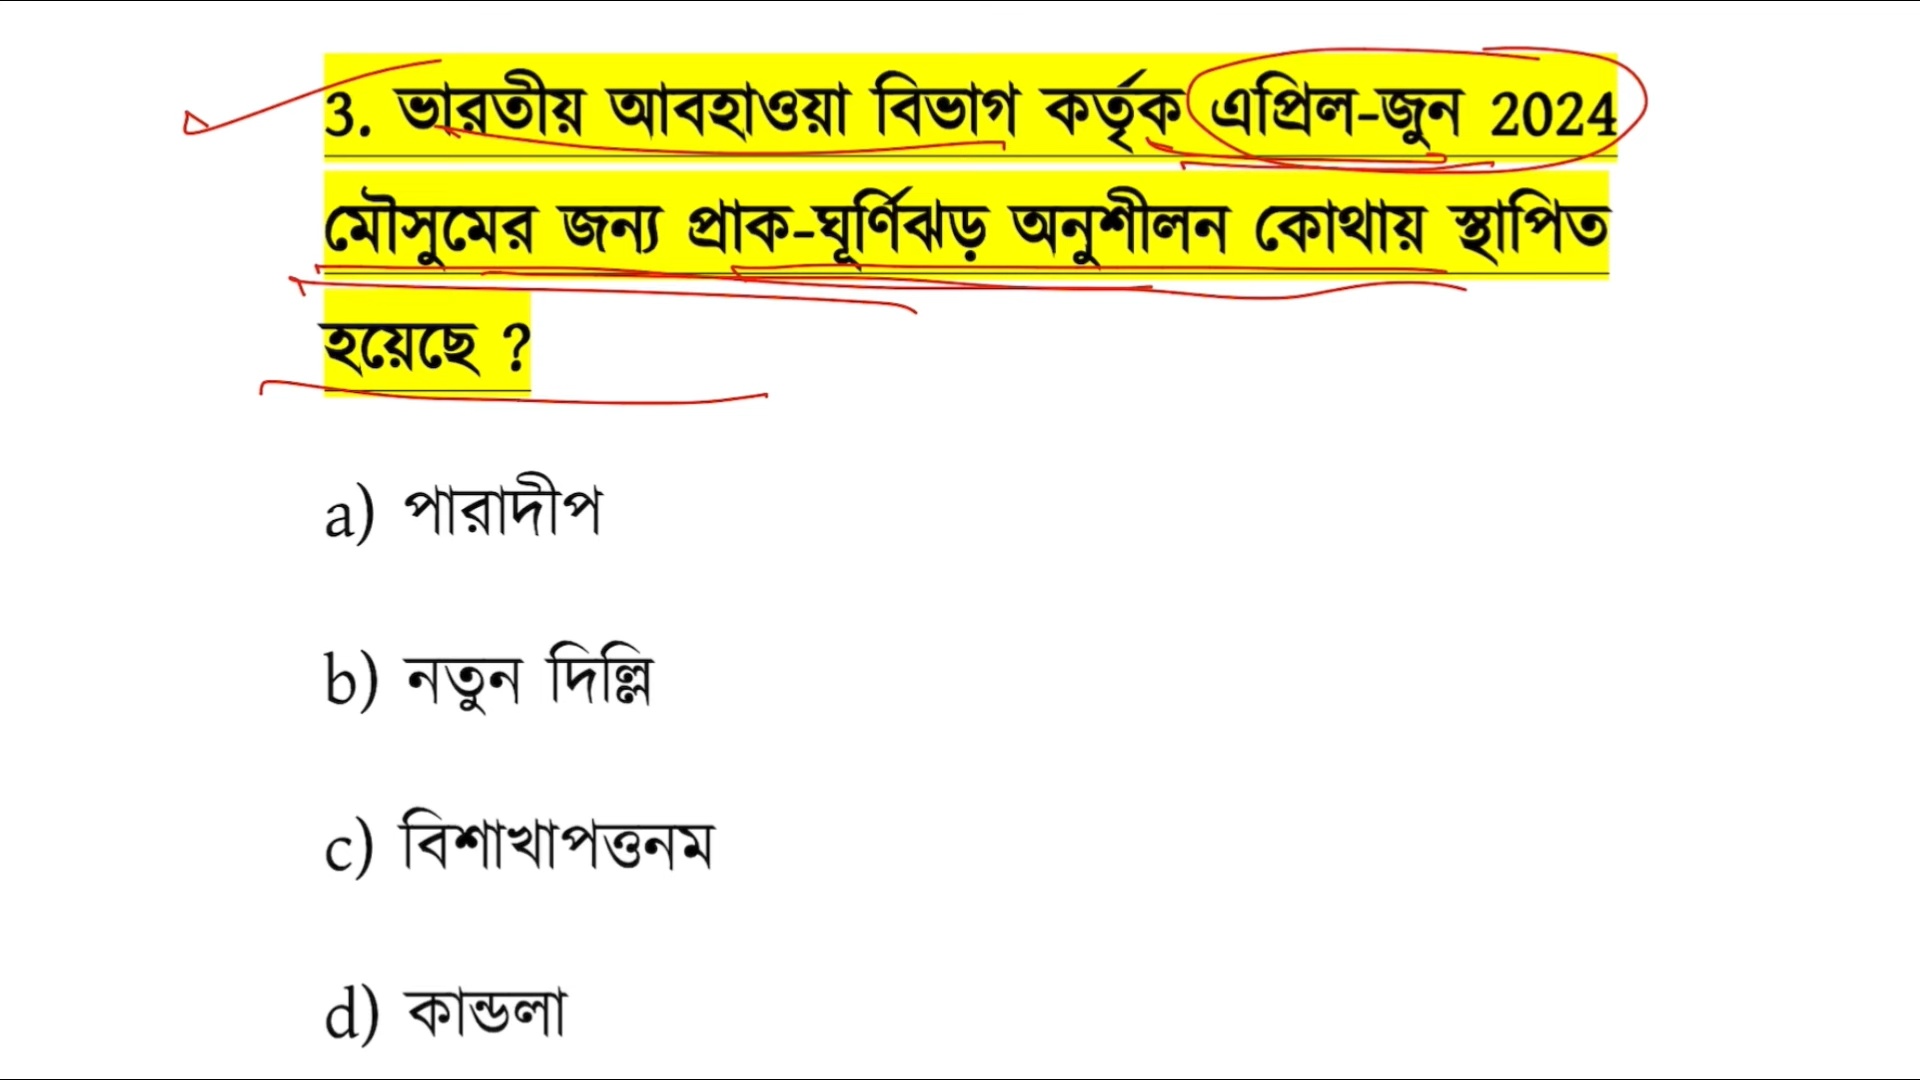 3. ভারতীয় আবহাওয়া বিভাগ কর্তৃক এপ্রিল-জুন 2024
মৌসুমের জন্য প্রাক-ঘূর্ণিঝড় অনুশীলন কোথায় স্থাপিত
হয়েছে ?
a) পারাদীপ
b) নতুন দিল্লি
c) বিশাখাপত্তনম
d) কান্ডলা